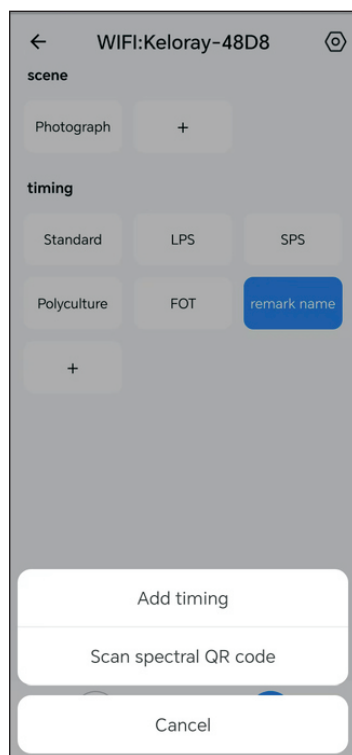 ← WIFI:Keloray-48D8
scene
Photograph +
timing
Standard LPS SPS
Polyculture FOT remark name
+
Add timing
Scan spectral QR code
Cancel